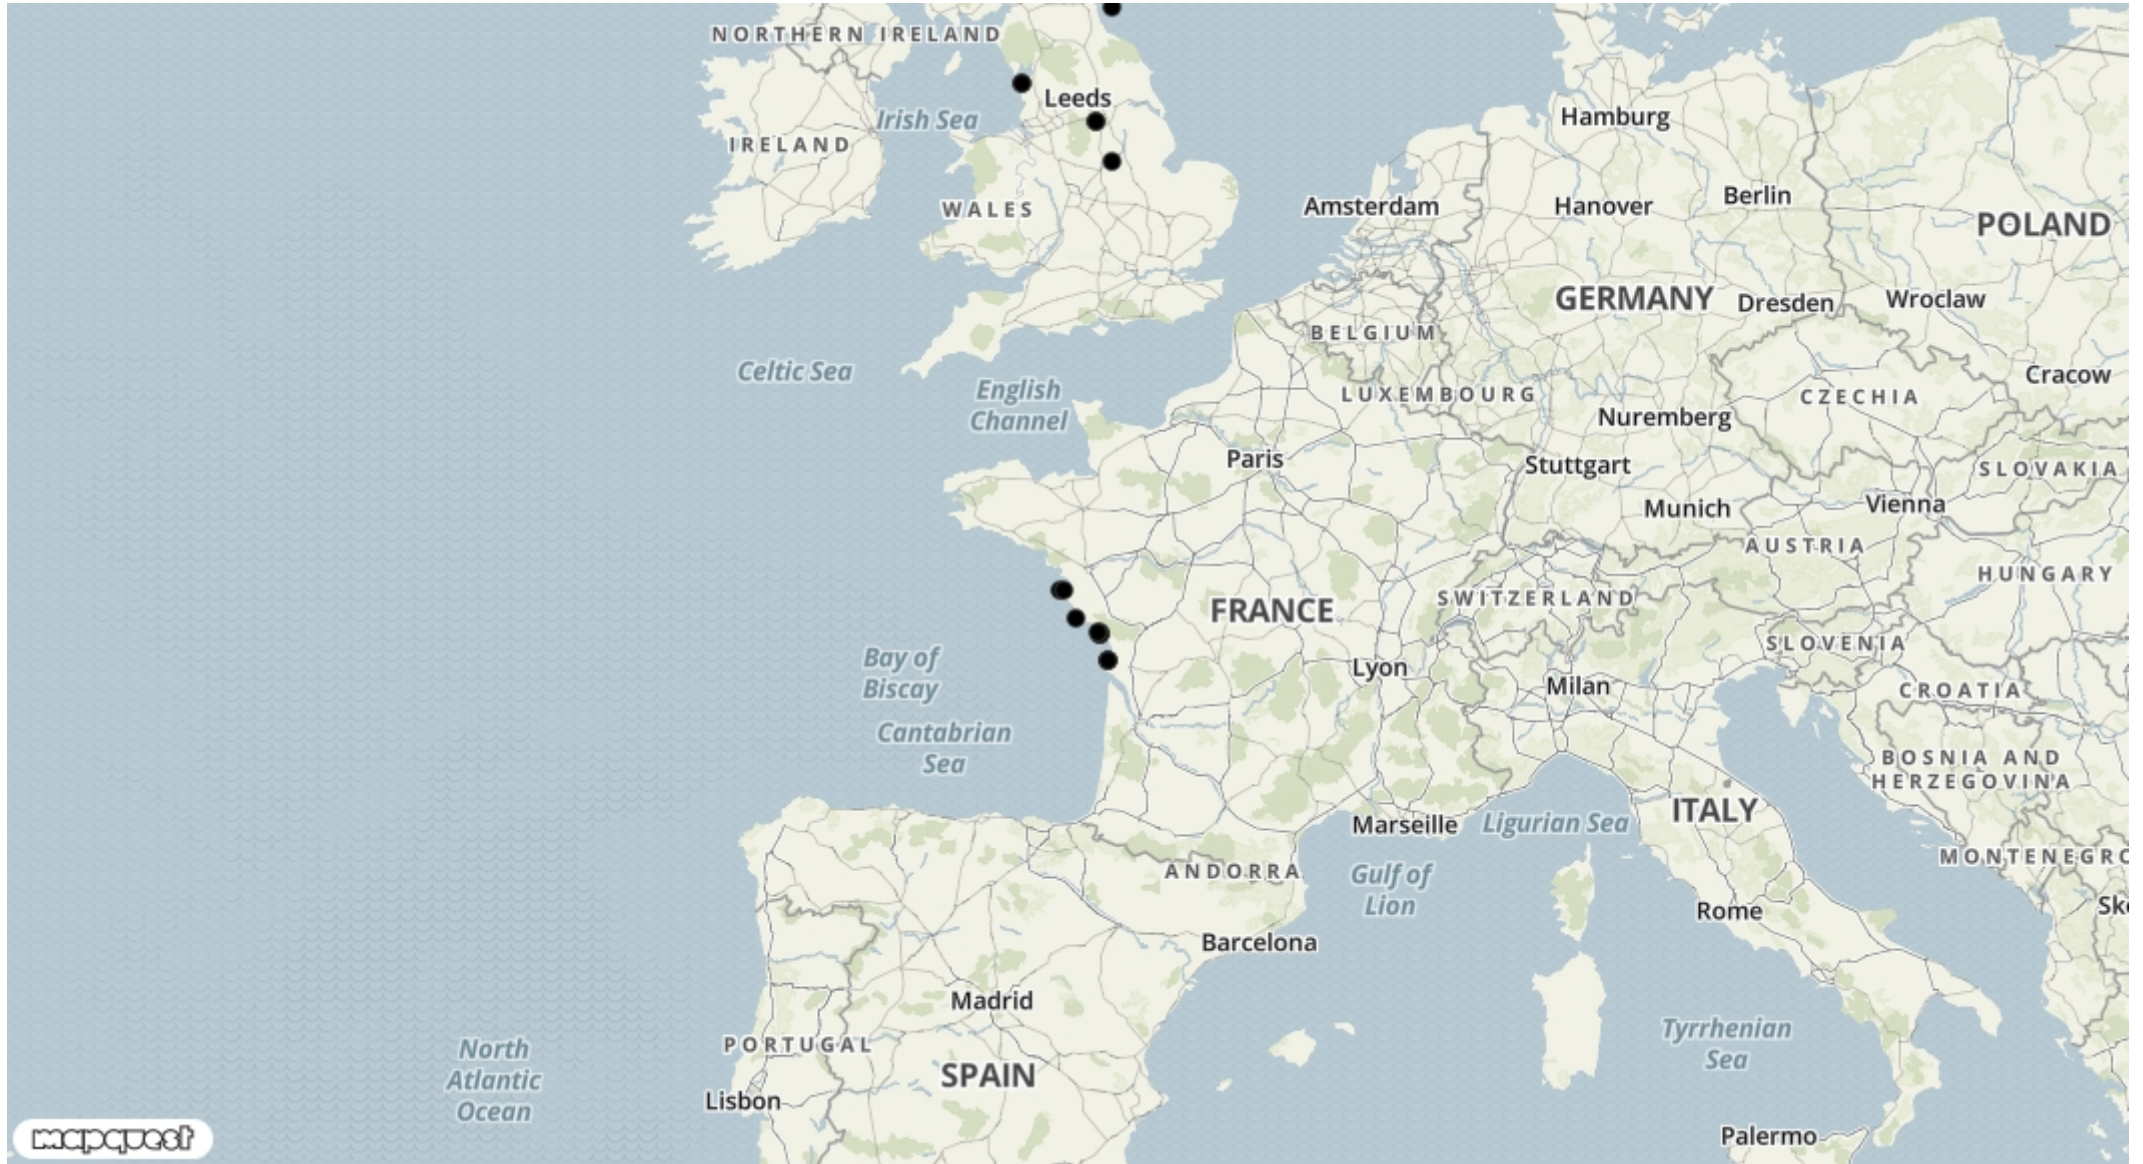 NORTHERN IRELAND
Leeds
Irish Sea
IRELAND
Hamburg
WALES
Amsterdam
Hanover
Berlin
POLAND
GERMANY
Dresden
Wroclaw
BELGIUM
Celtic Sea
English
Channel
LUXEMBOURG
CZECHIA
Cracow
Nuremberg
Paris
Stuttgart
SLOVAKIA
Munich
Vienna
AUSTRIA
HUNGARY
SWITZERLAND
FRANCE
SLOVENIA
Bay of
Biscay
Lyon
Milan
CROATIA
Cantabrian
Sea
BOSNIA AND
HERZEGOVINA
ITALY
Marseille
Ligurian Sea
MONTENEGRO
ANDORRA
Gulf of
Lion
Rome
Sk
Barcelona
Madrid
Tyrrhenian
Sea
PORTUGAL
North
Atlantic
Ocean
SPAIN
Lisbon
Palermo
mapquest